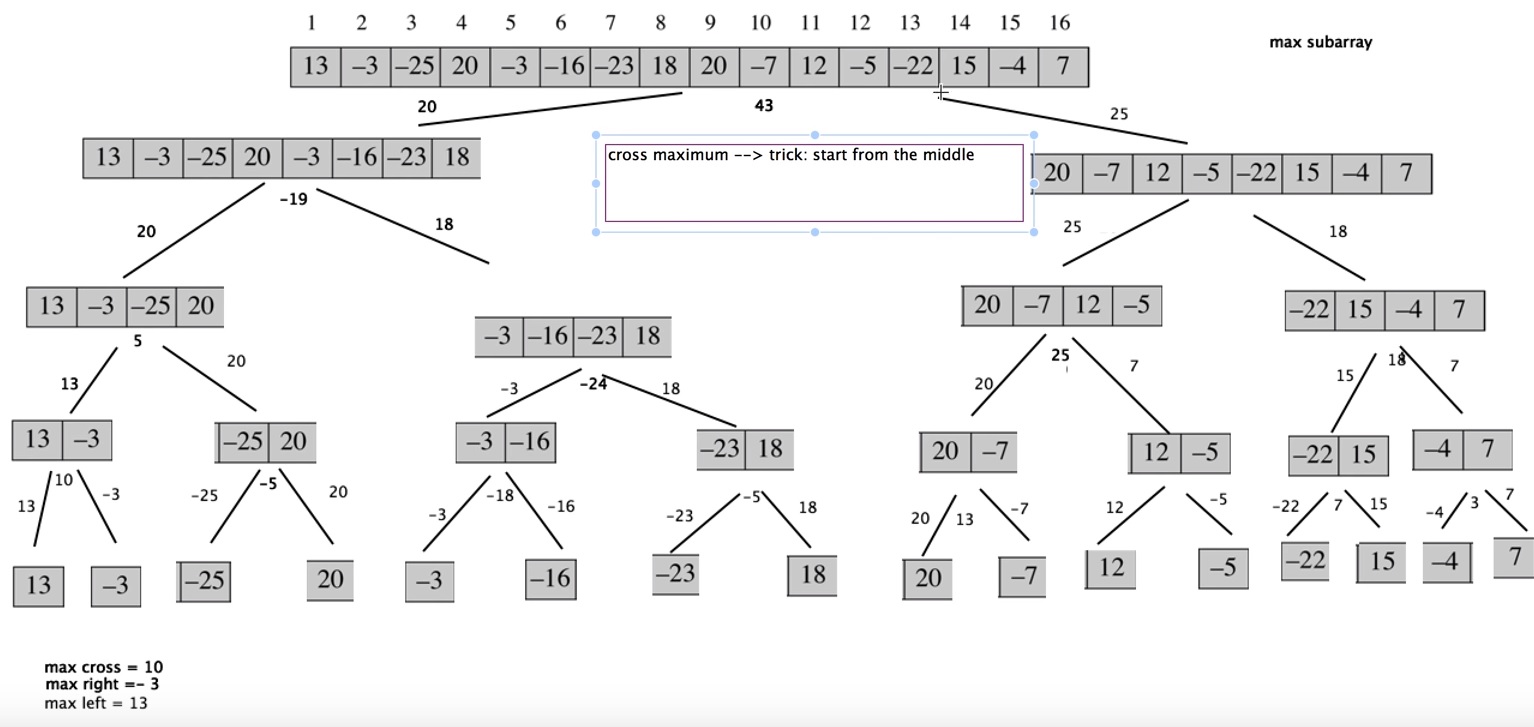 1 2 3 4 5 6 7 8 9 10 11 12 13 14 15 16
max subarray
13 –3 –25 20 –3 –16 –23 18 20 –7 12 –5 –22 15 –4 7
20 43 25
13 –3 –25 20 –3 –16 –23 18
cross maximum --> trick: start from the middle
20 –7 12 –5 –22 15 –4 7
-19
20 18 25 18
13 –3 –25 20
–3 –16 –23 18
20 –7 12 –5
–22 15 –4 7
5 -24 25 18
13 20 -3 18 20 7 15 7
13 –3
–25 20
–3 –16
–23 18
20 –7
12 –5
–22 15
–4 7
13 10 -3
-25 -5 20
-3 -18 -16
-23 -5 18
20 13 -7
12 -5
-22 7 15
-4 3 7
13 –3 –25 20 –3 –16 –23 18 20 –7 12 –5 –22 15 –4 7
max cross = 10
max right =- 3
max left = 13